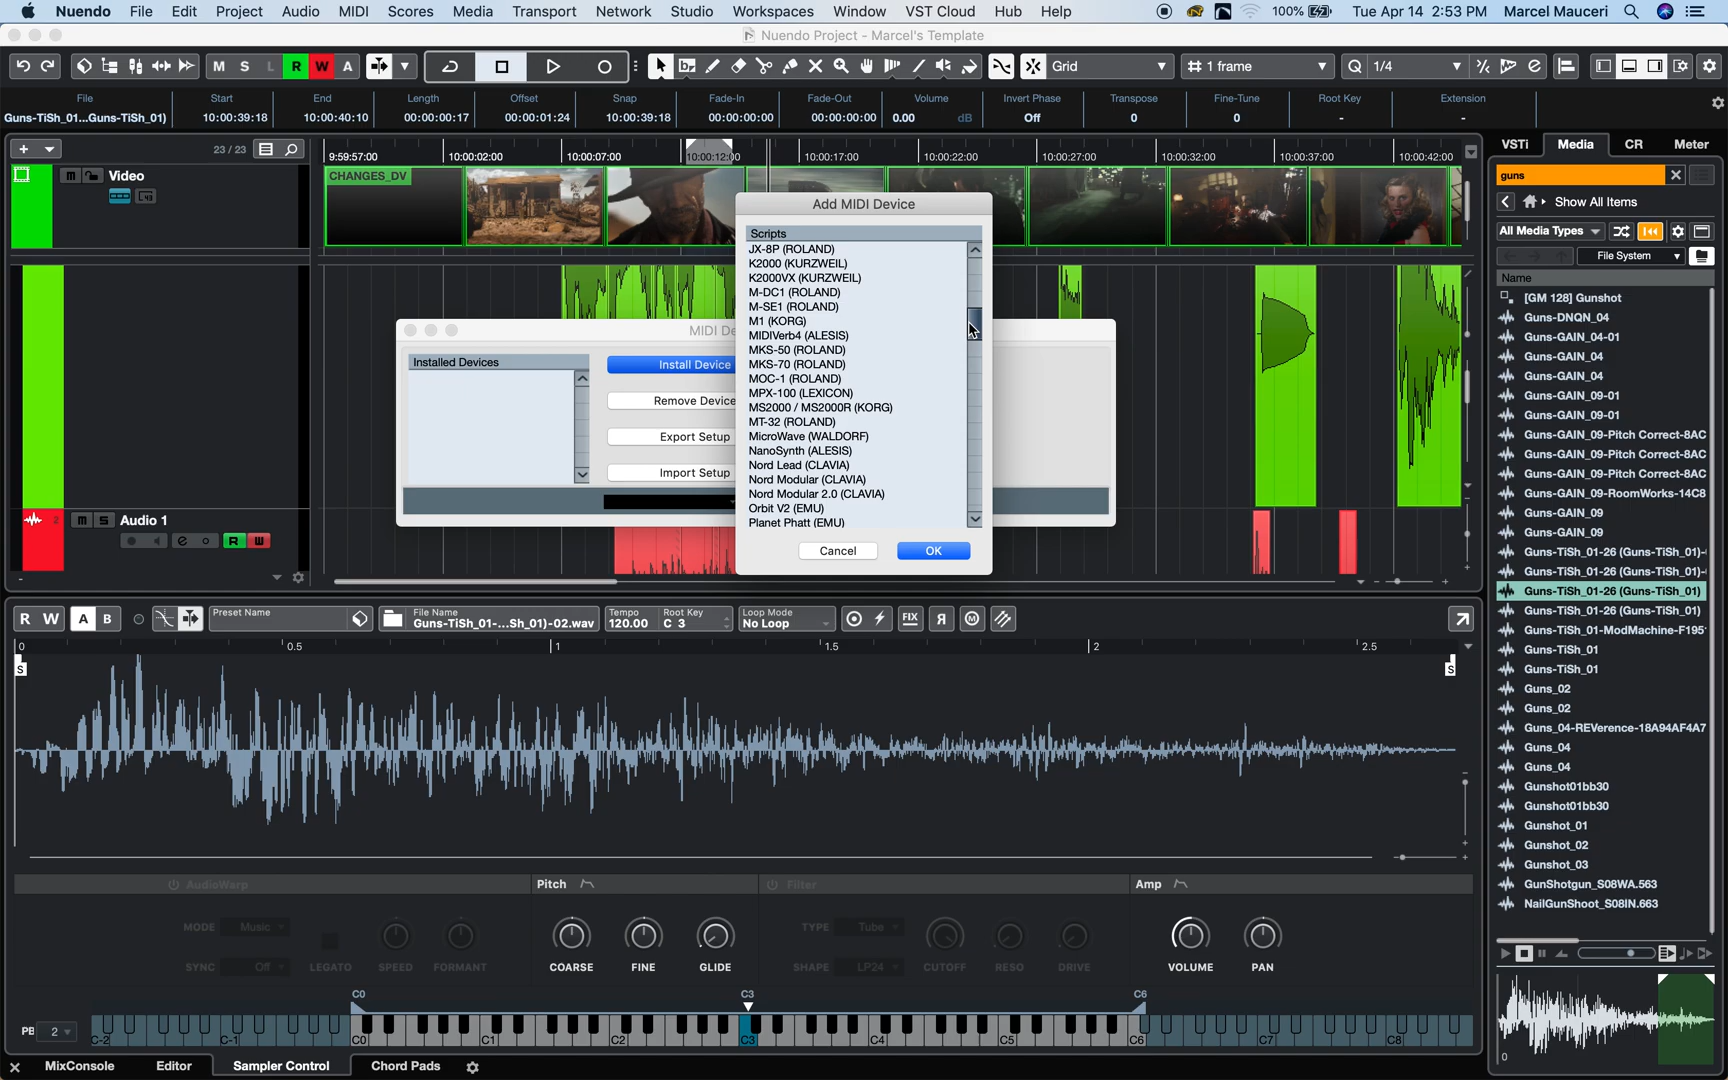 Nuendo File Edit Project Audio MIDI Scores Media Transport Network Studio Workspaces Window VST Cloud Hub Help 100% Tue Apr 14 2:53 PM Marcel Mauceri
Nuendo Project - Marcel's Template
M S L R W A Grid 1 frame Q 1/4
File Start End Length Offset Snap Fade-In Fade-Out Volume Invert Phase Transpose Fine-Tune Root Key Extension
Guns-TiSh_01...Guns-TiSh_01) 10:00:39:18 10:00:40:10 00:00:00:17 00:00:01:24 10:00:39:18 00:00:00:00 00:00:00:00 0.00 dB Off 0 0 - -
23 / 23
9:59:57:00 10:00:02:00 10:00:07:00 10:00:12:00 10:00:17:00 10:00:22:00 10:00:27:00 10:00:32:00 10:00:37:00 10:00:42:00
m Video
CHANGES_DV
Add MIDI Device
Scripts
JX-8P (ROLAND)
K2000 (KURZWEIL)
K2000VX (KURZWEIL)
M-DC1 (ROLAND)
M-SE1 (ROLAND)
M1 (KORG)
MIDIVerb4 (ALESIS)
MKS-50 (ROLAND)
MKS-70 (ROLAND)
MOC-1 (ROLAND)
MPX-100 (LEXICON)
MS2000 / MS2000R (KORG)
MT-32 (ROLAND)
MicroWave (WALDORF)
NanoSynth (ALESIS)
Nord Lead (CLAVIA)
Nord Modular (CLAVIA)
Nord Modular 2.0 (CLAVIA)
Orbit V2 (EMU)
Planet Phatt (EMU)
Cancel OK
MIDI De
Installed Devices
Install Device
Remove Device
Export Setup
Import Setup
2 m S Audio 1
e R W
VSTi Media CR Meter
guns
Show All Items
All Media Types
File System
Name
[GM 128] Gunshot
Guns-DNQN_04
Guns-GAIN_04-01
Guns-GAIN_04
Guns-GAIN_04
Guns-GAIN_09-01
Guns-GAIN_09-01
Guns-GAIN_09-Pitch Correct-8AC
Guns-GAIN_09-Pitch Correct-8AC
Guns-GAIN_09-Pitch Correct-8AC
Guns-GAIN_09-RoomWorks-14C8
Guns-GAIN_09
Guns-GAIN_09
Guns-TiSh_01-26 (Guns-TiSh_01)-
Guns-TiSh_01-26 (Guns-TiSh_01)-
Guns-TiSh_01-26 (Guns-TiSh_01)
Guns-TiSh_01-26 (Guns-TiSh_01)
Guns-TiSh_01-ModMachine-F195
Guns-TiSh_01
Guns-TiSh_01
Guns_02
Guns_02
Guns_04-REVerence-18A94AF4A7
Guns_04
Guns_04
Gunshot01bb30
Gunshot01bb30
Gunshot_01
Gunshot_02
Gunshot_03
GunShotgun_S08WA.563
NailGunShoot_S08IN.663
0
R W A B Preset Name File Name Tempo Root Key Loop Mode
Guns-TiSh_01-...Sh_01)-02.wav 120.00 C 3 No Loop FIX R M
0 0.5 1 1.5 2 2.5
S S
AudioWarp Pitch Filter Amp
MODE Music TYPE Tube
SYNC Off LEGATO SPEED FORMANT COARSE FINE GLIDE SHAPE LP24 CUTOFF RESO DRIVE VOLUME PAN
C0 C3 C6
PB 2
C-2 C-1 C0 C1 C2 C3 C4 C5 C6 C7 C8
MixConsole Editor Sampler Control Chord Pads